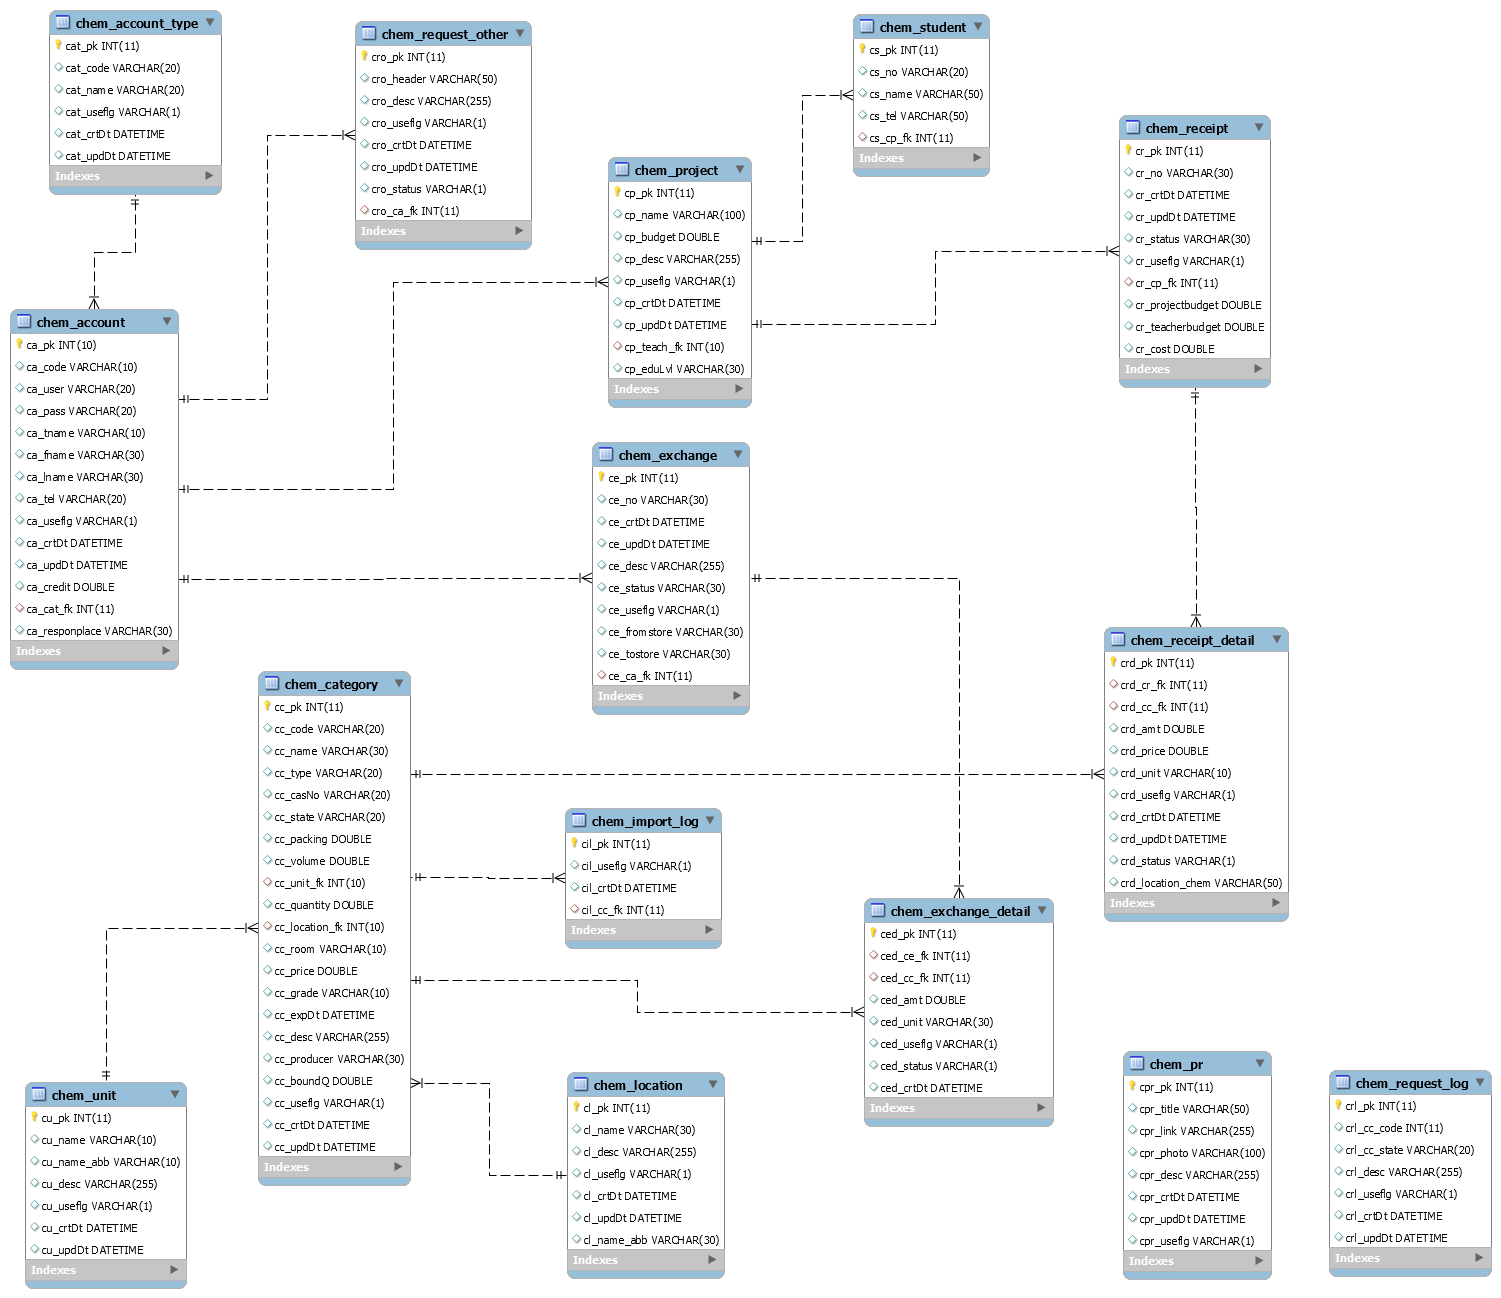 chem_account_type
cat_pk INT(11)
cat_code VARCHAR(20)
cat_name VARCHAR(20)
cat_useflg VARCHAR(1)
cat_crtDt DATETIME
cat_updDt DATETIME
Indexes
chem_request_other
cro_pk INT(11)
cro_header VARCHAR(50)
cro_desc VARCHAR(255)
cro_useflg VARCHAR(1)
cro_crtDt DATETIME
cro_updDt DATETIME
cro_status VARCHAR(1)
cro_ca_fk INT(11)
Indexes
chem_student
cs_pk INT(11)
cs_no VARCHAR(20)
cs_name VARCHAR(50)
cs_tel VARCHAR(50)
cs_cp_fk INT(11)
Indexes
chem_receipt
cr_pk INT(11)
cr_no VARCHAR(30)
cr_crtDt DATETIME
cr_updDt DATETIME
cr_status VARCHAR(30)
cr_useflg VARCHAR(1)
cr_cp_fk INT(11)
cr_projectbudget DOUBLE
cr_teacherbudget DOUBLE
cr_cost DOUBLE
Indexes
chem_project
cp_pk INT(11)
cp_name VARCHAR(100)
cp_budget DOUBLE
cp_desc VARCHAR(255)
cp_useflg VARCHAR(1)
cp_crtDt DATETIME
cp_updDt DATETIME
cp_teach_fk INT(10)
cp_eduLvl VARCHAR(30)
Indexes
chem_account
ca_pk INT(10)
ca_code VARCHAR(10)
ca_user VARCHAR(20)
ca_pass VARCHAR(20)
ca_tname VARCHAR(10)
ca_fname VARCHAR(30)
ca_lname VARCHAR(30)
ca_tel VARCHAR(20)
ca_useflg VARCHAR(1)
ca_crtDt DATETIME
ca_updDt DATETIME
ca_credit DOUBLE
ca_cat_fk INT(11)
ca_responplace VARCHAR(30)
Indexes
chem_exchange
ce_pk INT(11)
ce_no VARCHAR(30)
ce_crtDt DATETIME
ce_updDt DATETIME
ce_desc VARCHAR(255)
ce_status VARCHAR(30)
ce_useflg VARCHAR(1)
ce_fromstore VARCHAR(30)
ce_tostore VARCHAR(30)
ce_ca_fk INT(11)
Indexes
chem_receipt_detail
crd_pk INT(11)
crd_cr_fk INT(11)
crd_cc_fk INT(11)
crd_amt DOUBLE
crd_price DOUBLE
crd_unit VARCHAR(10)
crd_useflg VARCHAR(1)
crd_crtDt DATETIME
crd_updDt DATETIME
crd_status VARCHAR(1)
crd_location_chem VARCHAR(50)
Indexes
chem_category
cc_pk INT(11)
cc_code VARCHAR(20)
cc_name VARCHAR(30)
cc_type VARCHAR(20)
cc_casNo VARCHAR(20)
cc_state VARCHAR(20)
cc_packing DOUBLE
cc_volume DOUBLE
cc_unit_fk INT(10)
cc_quantity DOUBLE
cc_location_fk INT(10)
cc_room VARCHAR(10)
cc_price DOUBLE
cc_grade VARCHAR(10)
cc_expDt DATETIME
cc_desc VARCHAR(255)
cc_producer VARCHAR(30)
cc_boundQ DOUBLE
cc_useflg VARCHAR(1)
cc_crtDt DATETIME
cc_updDt DATETIME
Indexes
chem_import_log
cil_pk INT(11)
cil_useflg VARCHAR(1)
cil_crtDt DATETIME
cil_cc_fk INT(11)
Indexes
chem_exchange_detail
ced_pk INT(11)
ced_ce_fk INT(11)
ced_cc_fk INT(11)
ced_amt DOUBLE
ced_unit VARCHAR(30)
ced_useflg VARCHAR(1)
ced_status VARCHAR(1)
ced_crtDt DATETIME
Indexes
chem_unit
cu_pk INT(11)
cu_name VARCHAR(10)
cu_name_abb VARCHAR(10)
cu_desc VARCHAR(255)
cu_useflg VARCHAR(1)
cu_crtDt DATETIME
cu_updDt DATETIME
Indexes
chem_location
cl_pk INT(11)
cl_name VARCHAR(30)
cl_desc VARCHAR(255)
cl_useflg VARCHAR(1)
cl_crtDt DATETIME
cl_updDt DATETIME
cl_name_abb VARCHAR(30)
Indexes
chem_pr
cpr_pk INT(11)
cpr_title VARCHAR(50)
cpr_link VARCHAR(255)
cpr_photo VARCHAR(100)
cpr_desc VARCHAR(255)
cpr_crtDt DATETIME
cpr_updDt DATETIME
cpr_useflg VARCHAR(1)
Indexes
chem_request_log
crl_pk INT(11)
crl_cc_code INT(11)
crl_cc_state VARCHAR(20)
crl_desc VARCHAR(255)
crl_useflg VARCHAR(1)
crl_crtDt DATETIME
crl_updDt DATETIME
Indexes